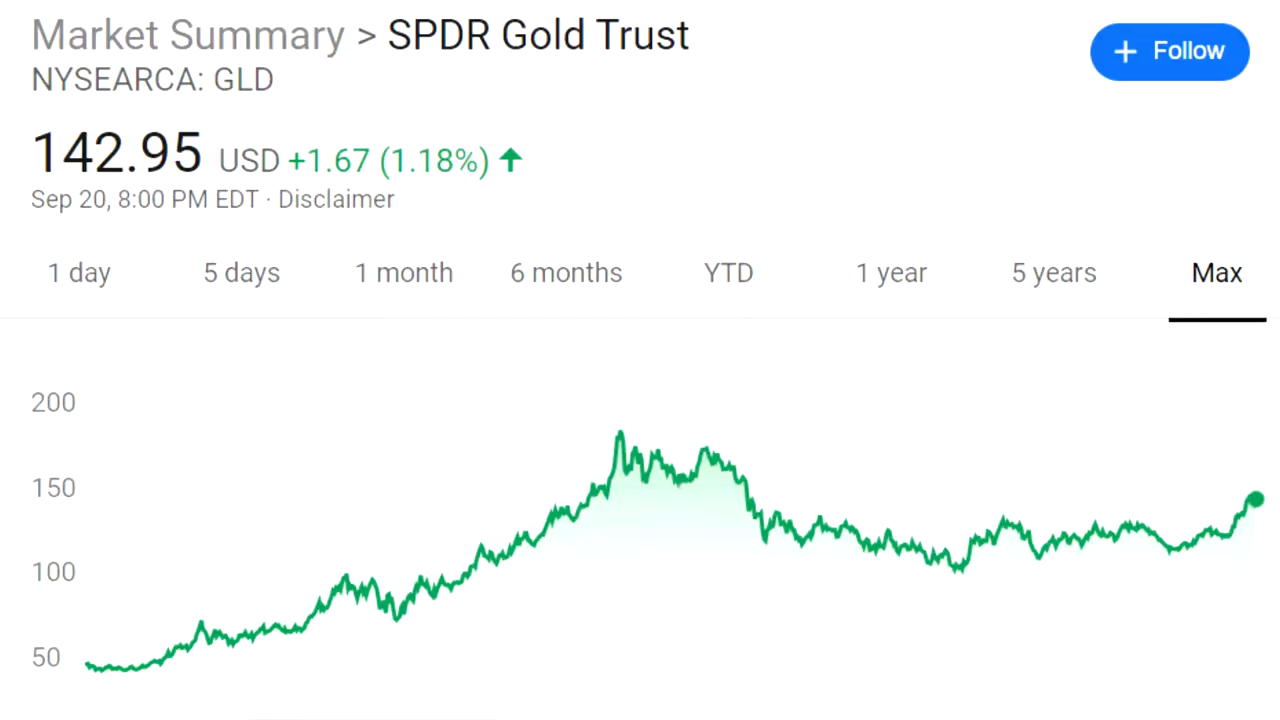 Market Summary > SPDR Gold Trust
+ Follow
NYSEARCA: GLD
142.95 USD +1.67 (1.18%) ↑
Sep 20, 8:00 PM EDT · Disclaimer
1 day 5 days 1 month 6 months YTD 1 year 5 years Max
200
150
100
50